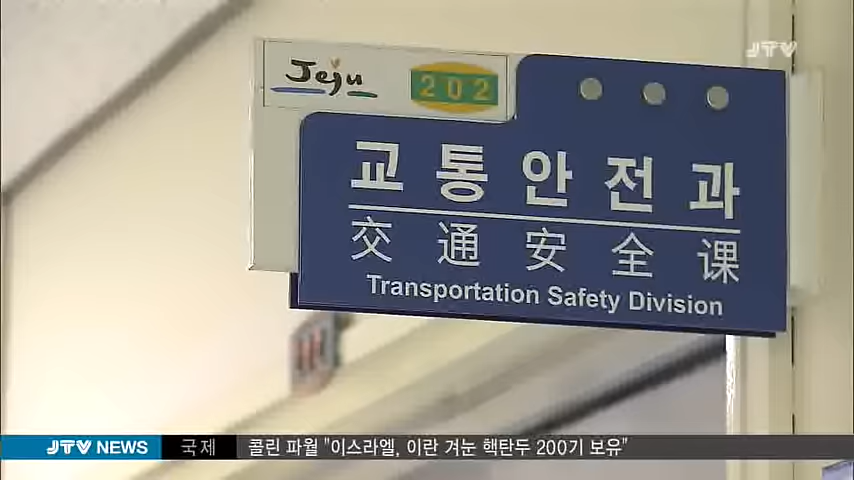 JTV
Jeju
202
교통안전과
交通安全课
Transportation Safety Division
JTV NEWS 국제 콜린 파월 "이스라엘, 이란 겨눈 핵탄두 200기 보유"